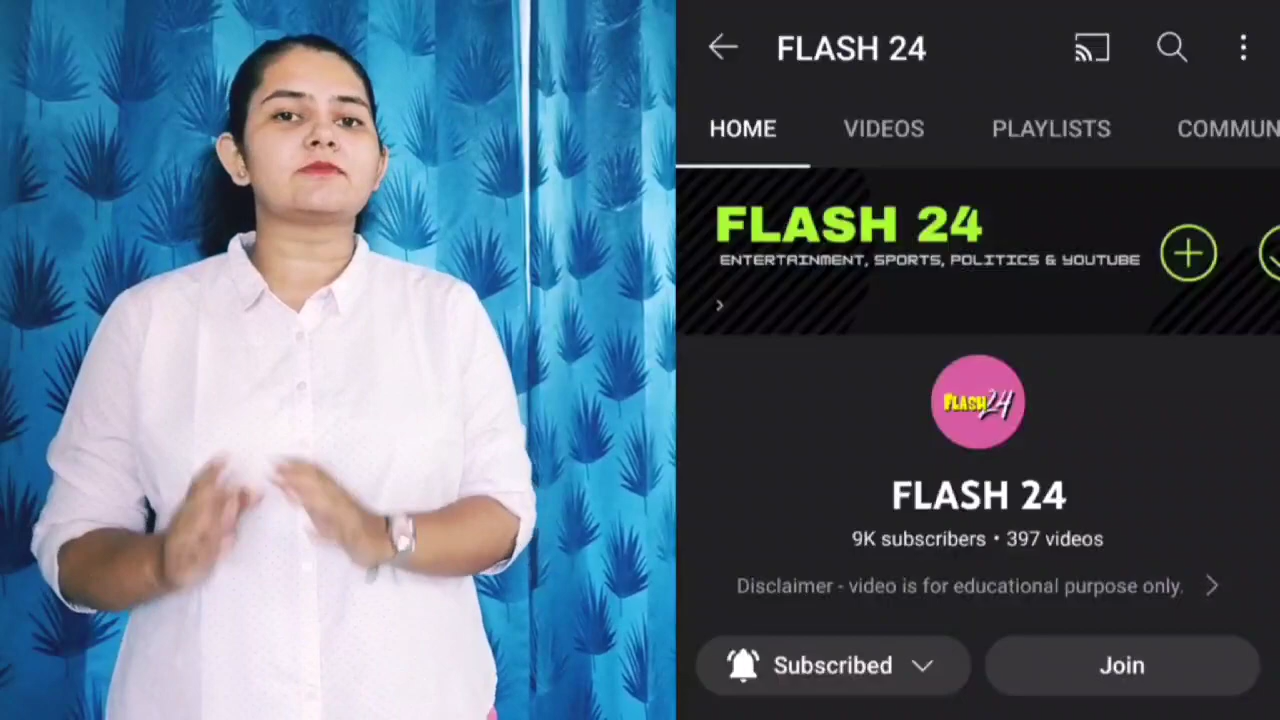 FLASH 24
HOME VIDEOS PLAYLISTS COMMUN
FLASH 24
ENTERTAINMENT, SPORTS, POLITICS & YOUTUBE
FLASH 24
FLASH 24
9K subscribers • 397 videos
Disclaimer - video is for educational purpose only.
Subscribed Join